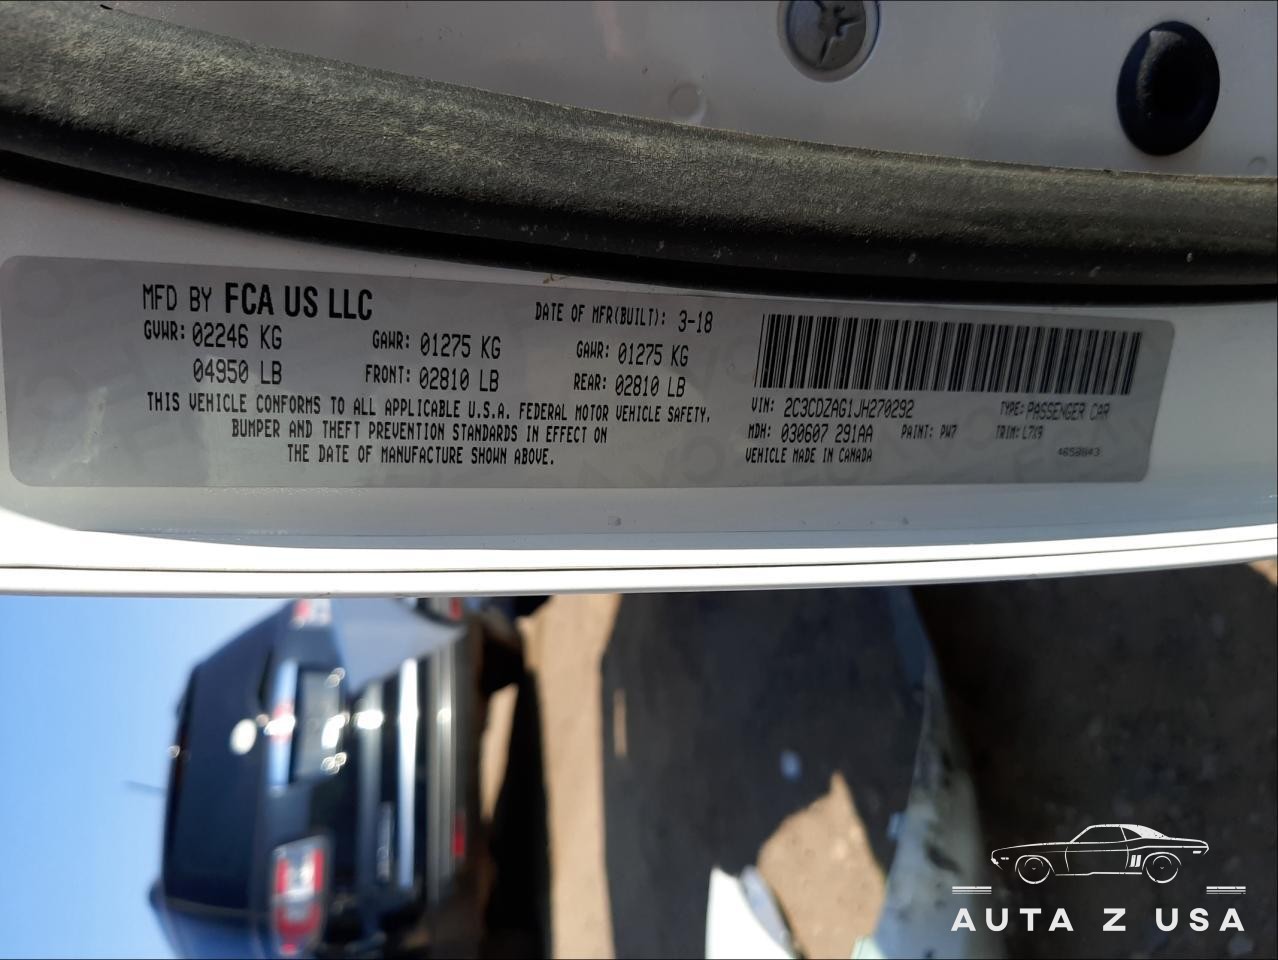 MFD BY FCA US LLC
DATE OF MFR(BUILT): 3-18
GVWR: 02246 KG
GAWR: 01275 KG
GAWR: 01275 KG
04950 LB
FRONT: 02810 LB
REAR: 02810 LB
THIS VEHICLE CONFORMS TO ALL APPLICABLE U.S.A. FEDERAL MOTOR VEHICLE SAFETY,
BUMPER AND THEFT PREVENTION STANDARDS IN EFFECT ON
THE DATE OF MANUFACTURE SHOWN ABOVE.
VIN: 2C3CDZAG1JH270292
TYPE: PASSENGER CAR
MDH: 030607 291AA
PAINT: PW7
TRIM: L7X9
VEHICLE MADE IN CANADA
AUTA Z USA